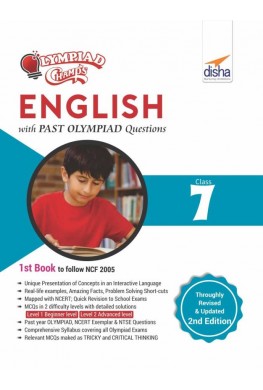 OLYMPIAD
CHAMPS
disha
ENGLISH
with PAST OLYMPIAD Questions
Class
7
1st Book to follow NCF 2005
• Unique Presentation of Concepts in an Interactive Language
• Real-life examples, Amazing Facts, Problem Solving Short-cuts
• Mapped with NCERT; Quick Revision to School Exams
• MCQs in 2 difficulty levels with detailed solutions
Level 1 Beginner level Level 2 Advanced level
• Past year OLYMPIAD, NCERT Exemplar & NTSE Questions
• Comprehensive Syllabus covering all Olympiad Exams
• Relevant MCQs maked as TRICKY and CRITICAL THINKING
Throughly
Revised
& Updated
2nd Edition